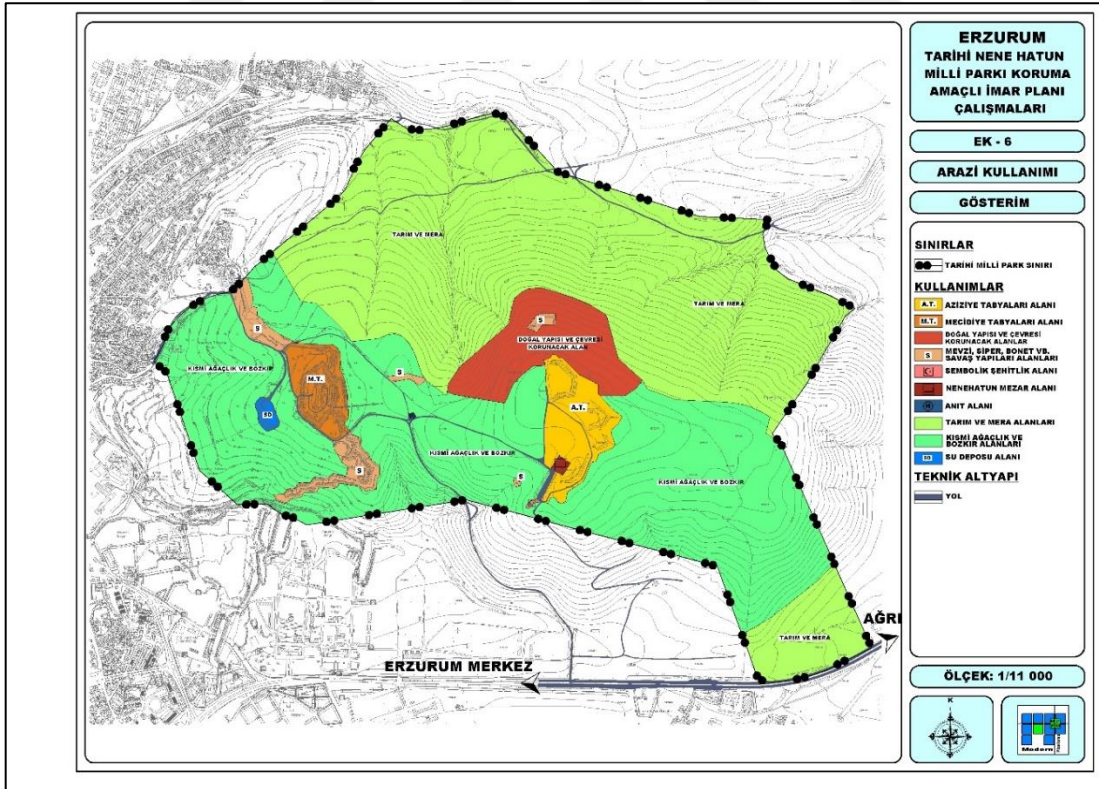 ERZURUM
TARİHİ NENE HATUN
MİLLİ PARKI KORUMA
AMAÇLI İMAR PLANI
ÇALIŞMALARI
EK - 6
ARAZİ KULLANIMI
GÖSTERİM
SINIRLAR
TARİHİ MİLLİ PARK SINIRI
KULLANIMLAR
A.T. AZİZİYE TABYALARI ALANI
M.T. MECİDİYE TABYALARI ALANI
DOĞAL YAPISI VE ÇEVRESİ
KORUNACAK ALANLAR
S MEVZİ, SİPER, BONET VB.
SAVAŞ YAPILARI ALANLARI
SEMBOLİK ŞEHİTLİK ALANI
NENEHATUN MEZAR ALANI
ANIT ALANI
TARIM VE MERA ALANLARI
KISMİ AĞAÇLIK VE
BOZKIR ALANLARI
SD SU DEPOSU ALANI
TEKNİK ALTYAPI
YOL
ÖLÇEK: 1/11 000
K
Modern
TARIM VE MERA
TARIM VE MERA
S
DOĞAL YAPISI VE ÇEVRESİ
KORUNACAK ALAN
S
KISMİ AĞAÇLIK VE BOZKIR
M.T.
S
A.T.
SD
KISMİ AĞAÇLIK VE BOZKIR
S
S
KISMİ AĞAÇLIK VE BOZKIR
TARIM VE MERA
AĞRI
ERZURUM MERKEZ